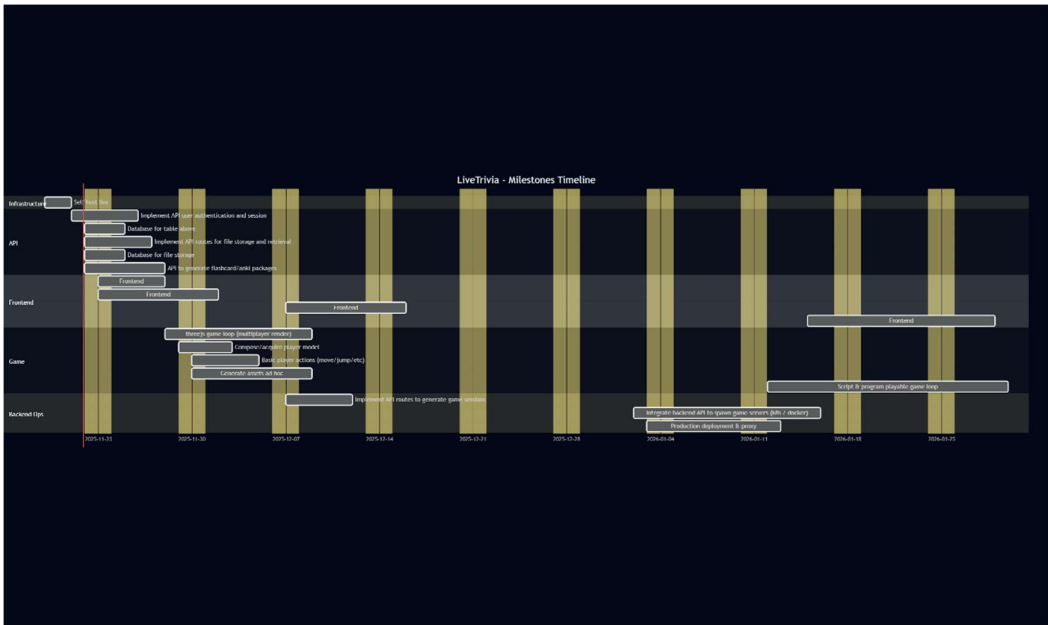 LiveTrivia - Milestones Timeline
Infrastructure
API
Implement API user authentication and session
Database for table above
Implement API routes for file storage and retrieval
Database for file storage
API to generate flashcard/anki packages
Frontend
Frontend
Frontend
Frontend
Frontend
Game
threejs game loop (multiplayer render)
Compose/acquire player model
Basic player actions (move/jump/etc)
Generate assets ad hoc
Script & program playable game loop
Backend Ops
Implement API routes to generate game sessions
Integrate backend API to spawn game servers (k8s / docker)
Production deployment & proxy
2025-11-23
2025-11-30
2025-12-07
2025-12-14
2025-12-21
2025-12-28
2026-01-04
2026-01-11
2026-01-18
2026-01-25